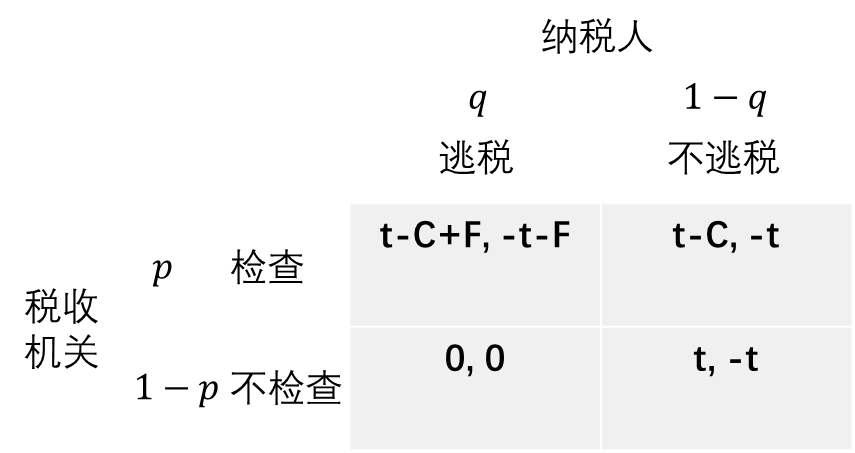 纳税人
q 1 − q
逃税 不逃税
t-C+F, -t-F t-C, -t
p 检查
税收
机关
0, 0 t, -t
1 − p 不检查